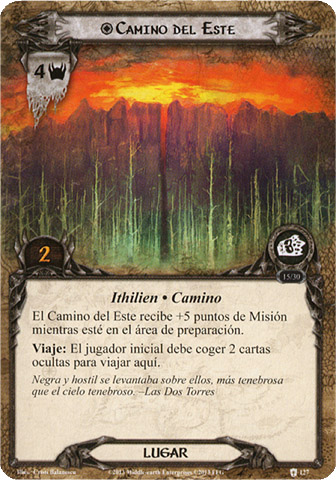 Camino del Este
4
2
15/30
Ithilien • Camino
El Camino del Este recibe +5 puntos de Misión
mientras esté en el área de preparación.
Viaje: El jugador inicial debe coger 2 cartas
ocultas para viajar aquí.
Negra y hostil se levantaba sobre ellos, más tenebrosa
que el cielo tenebroso. –Las Dos Torres
LUGAR
127